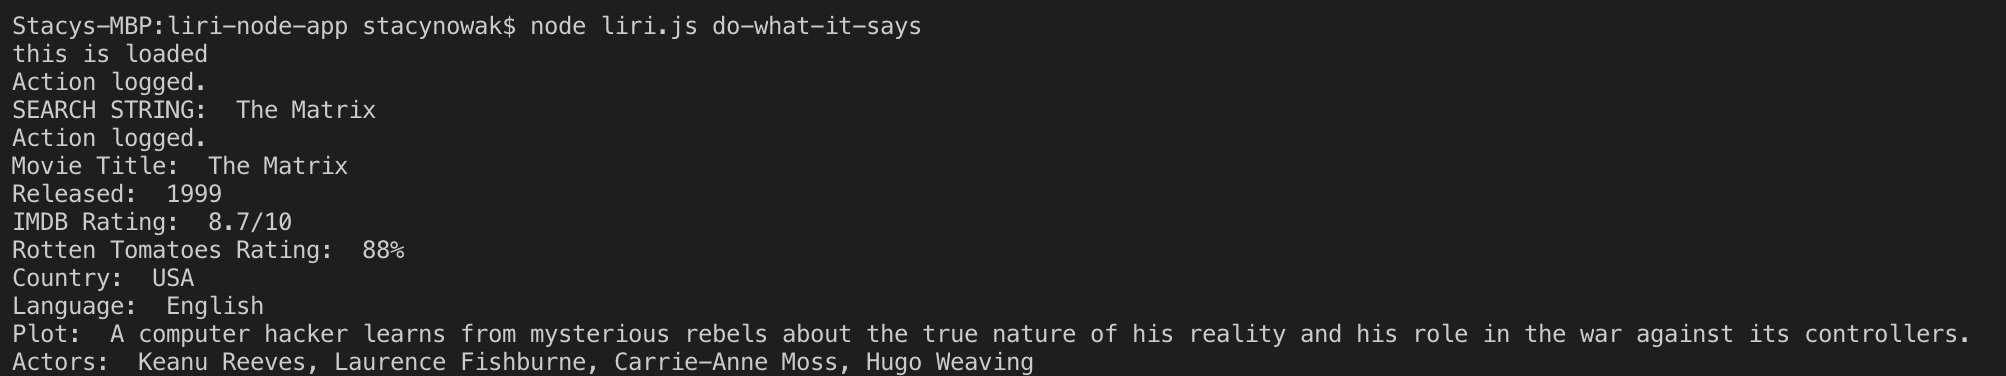 Stacys-MBP:liri-node-app stacynowak$ node liri.js do-what-it-says
this is loaded
Action logged.
SEARCH STRING:  The Matrix
Action logged.
Movie Title:  The Matrix
Released:  1999
IMDB Rating:  8.7/10
Rotten Tomatoes Rating:  88%
Country:  USA
Language:  English
Plot:  A computer hacker learns from mysterious rebels about the true nature of his reality and his role in the war against its controllers.
Actors:  Keanu Reeves, Laurence Fishburne, Carrie-Anne Moss, Hugo Weaving